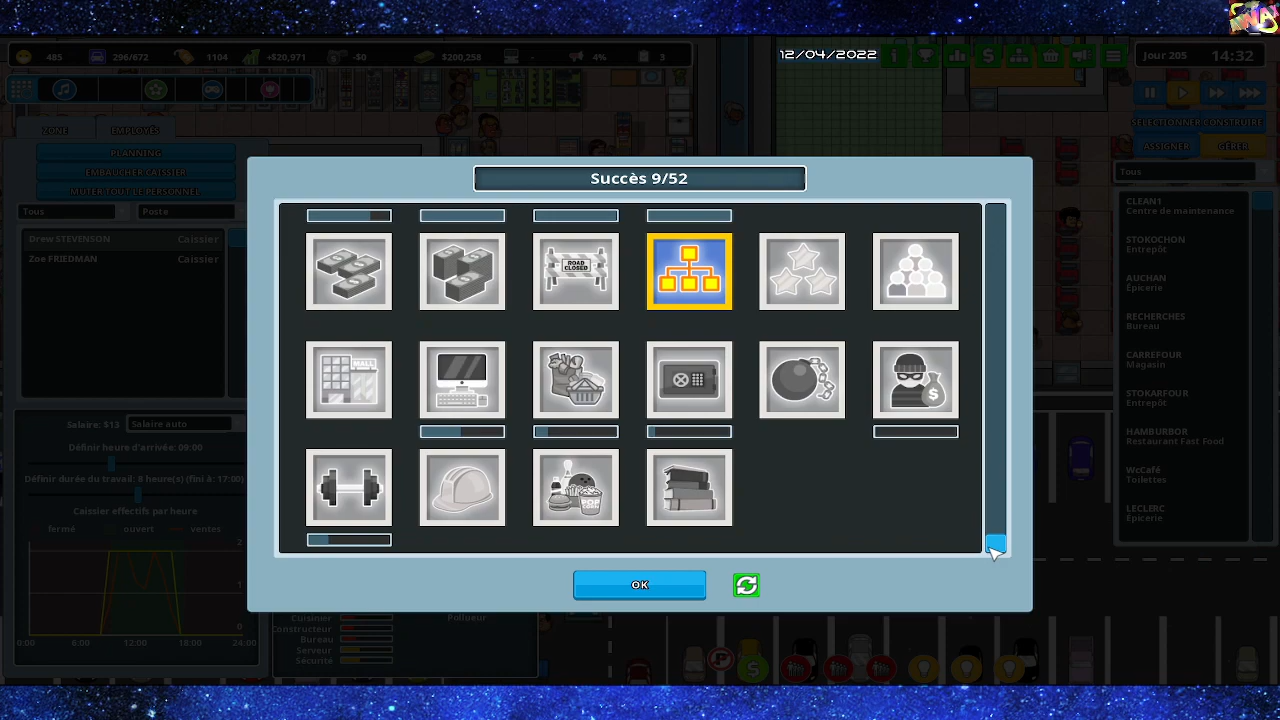 485
296/672
1104
+$20,971
-$0
$200,258
4%
3
12/04/2022
Jour 205
14:32
SÉLECTIONNER
CONSTRUIRE
ASSIGNER
GÉRER
ZONE
EMPLOYÉS
PLANNING
EMBAUCHER CAISSIER
MUTER TOUT LE PERSONNEL
Tous
Poste
Drew STEVENSON
Caissier
Zoe FRIEDMAN
Caissier
Succès 9/52
ROAD
CLOSED
MALL
$
OK
Tous
CLEAN1
Centre de maintenance
STOKOCHON
Entrepôt
AUCHAN
Épicerie
RECHERCHES
Bureau
CARREFOUR
Magasin
STOKARFOUR
Entrepôt
HAMBURBOR
Restaurant Fast Food
WcCafé
Toilettes
LECLERC
Épicerie
Salaire: $13
Salaire auto
Définir heure d'arrivée: 09:00
Définir durée du travail: 8 heure(s) (fini à: 17:00)
Caissier effectifs par heure
fermé
ouvert
ventes
2
1
0
0:00
6:00
12:00
18:00
24:00
Cuisinier
Constructeur
Bureau
Serveur
Sécurité
Pollueur
P
$